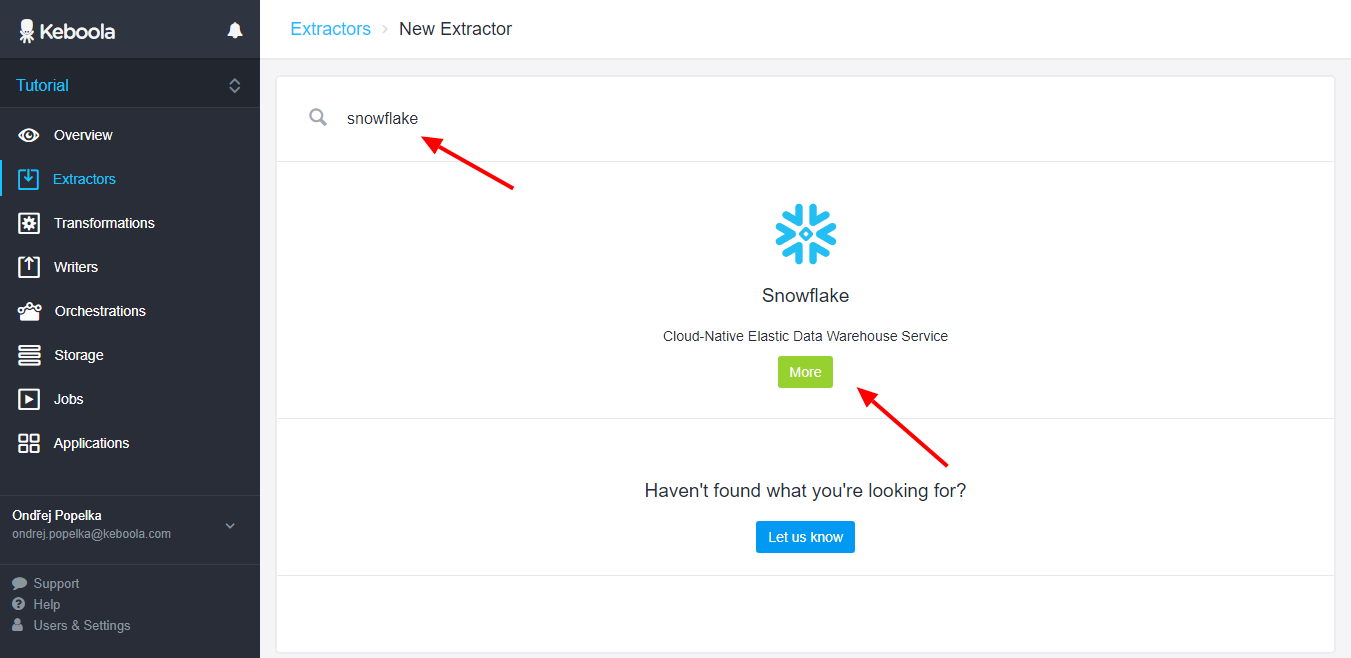 Keboola
Tutorial
Overview
Extractors
Transformations
Writers
Orchestrations
Storage
Jobs
Applications
Ondřej Popelka
ondrej.popelka@keboola.com
Support
Help
Users & Settings
Extractors › New Extractor
snowflake
Snowflake
Cloud-Native Elastic Data Warehouse Service
More
Haven't found what you're looking for?
Let us know